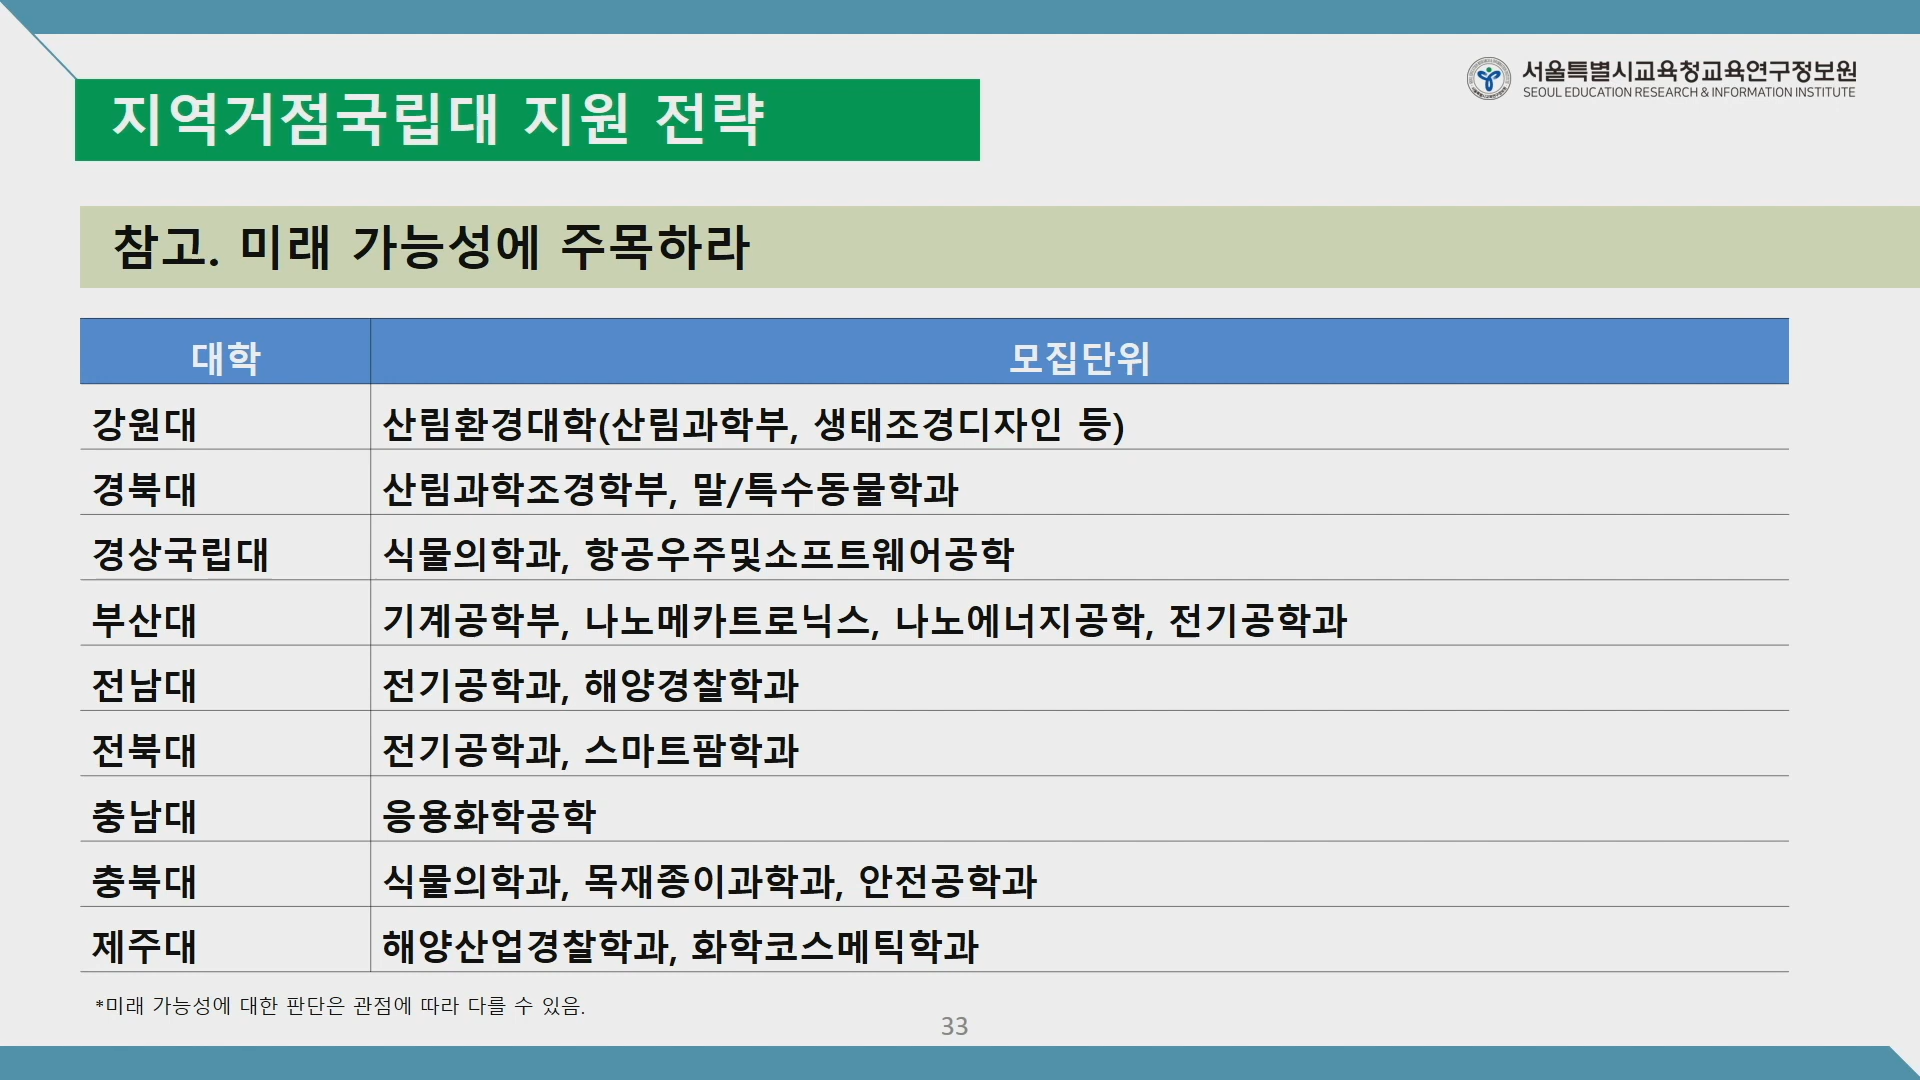 서울특별시교육청교육연구정보원
SEOUL EDUCATION RESEARCH & INFORMATION INSTITUTE
지역거점국립대 지원 전략
참고. 미래 가능성에 주목하라
대학 모집단위
강원대 산림환경대학(산림과학부, 생태조경디자인 등)
경북대 산림과학조경학부, 말/특수동물학과
경상국립대 식물의학과, 항공우주및소프트웨어공학
부산대 기계공학부, 나노메카트로닉스, 나노에너지공학, 전기공학과
전남대 전기공학과, 해양경찰학과
전북대 전기공학과, 스마트팜학과
충남대 응용화학공학
충북대 식물의학과, 목재종이과학과, 안전공학과
제주대 해양산업경찰학과, 화학코스메틱학과
*미래 가능성에 대한 판단은 관점에 따라 다를 수 있음.
33